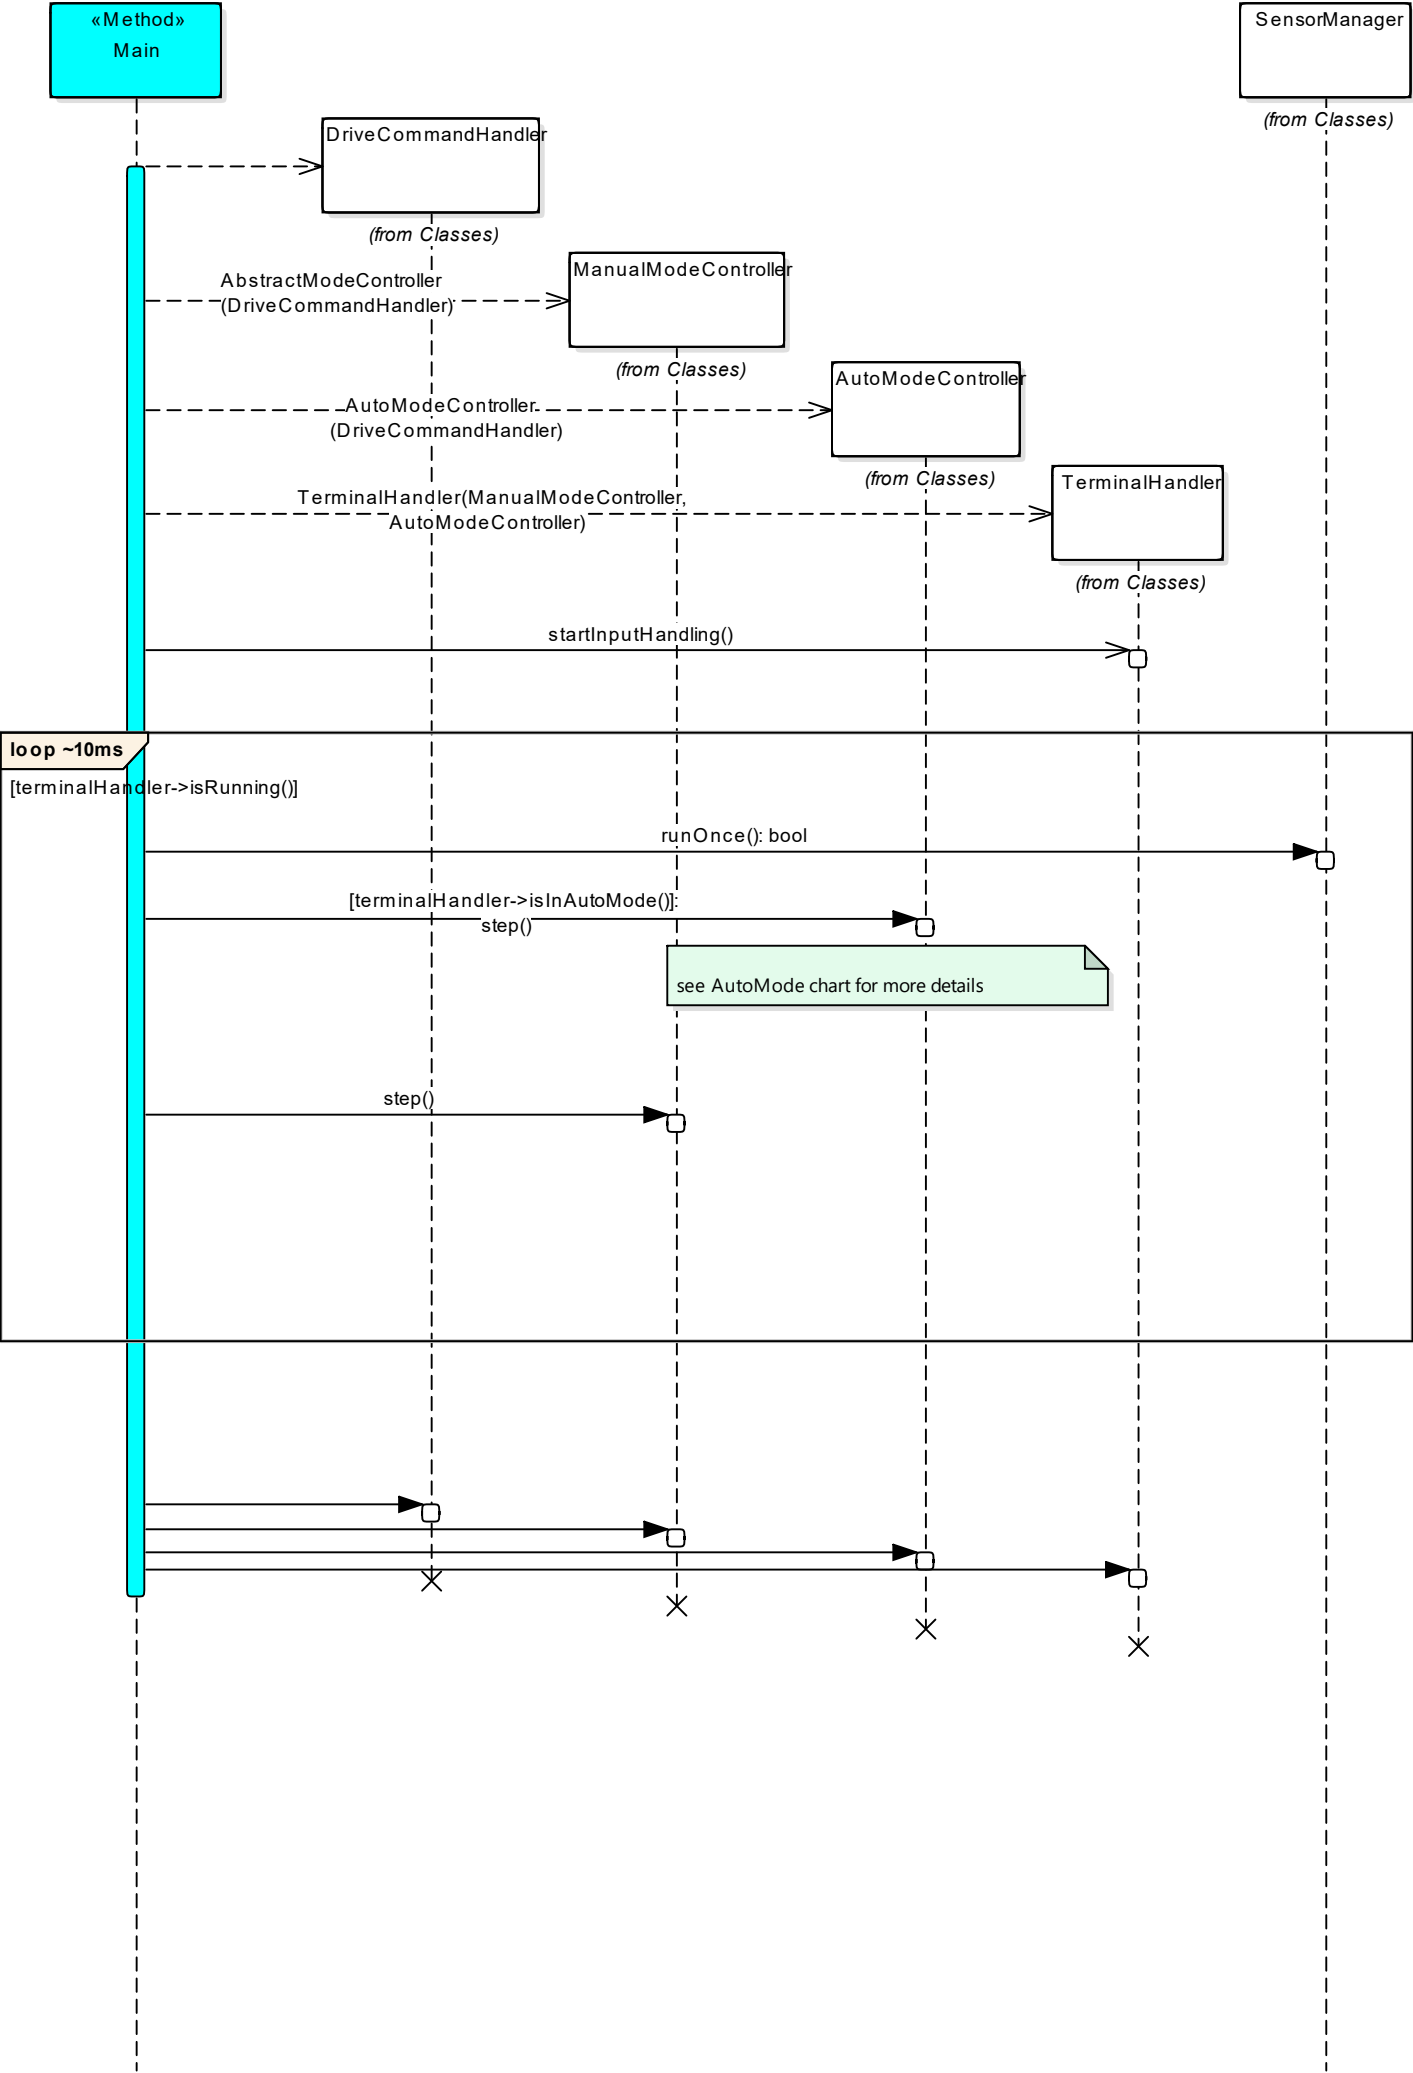 «Method»
Main
SensorManager
(from Classes)
DriveCommandHandler
(from Classes)
ManualModeController
AbstractModeController
(DriveCommandHandler)
(from Classes)
AutoModeController
AutoModeController
(DriveCommandHandler)
(from Classes)
TerminalHandler
TerminalHandler(ManualModeController,
AutoModeController)
(from Classes)
startInputHandling()
loop ~10ms
[terminalHandler->isRunning()]
runOnce(): bool
[terminalHandler->isInAutoMode()]:
step()
see AutoMode chart for more details
step()